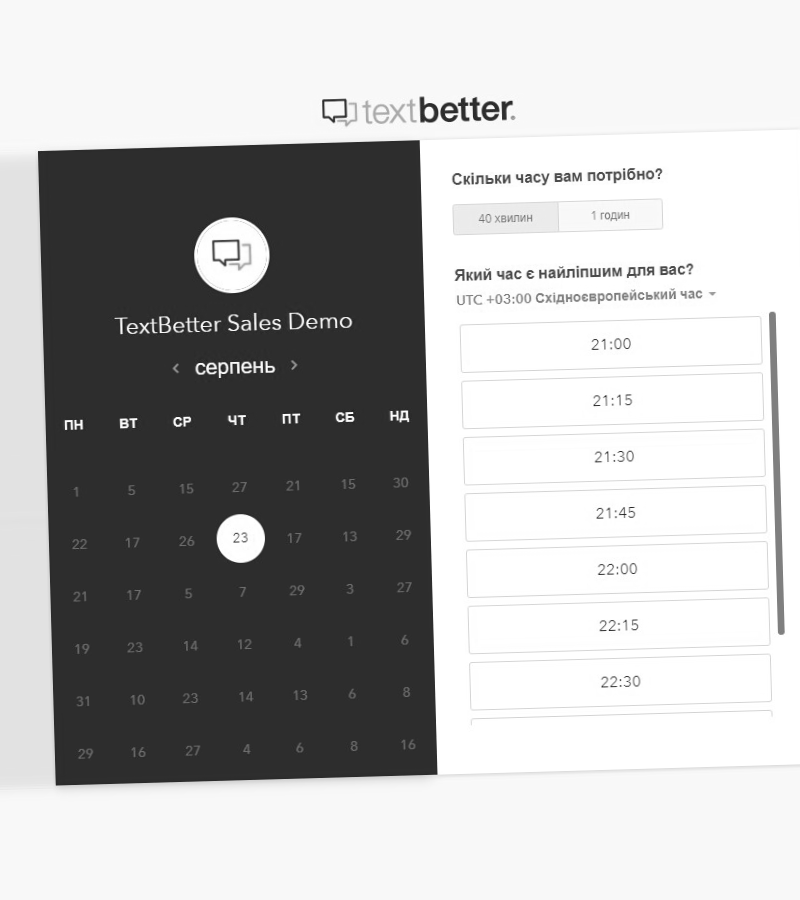 textbetter.
TextBetter Sales Demo
серпень
ПН ВТ СР ЧТ ПТ СБ НД
1 5 15 27 21 15 30
22 17 26 23 17 13 29
21 17 5 7 29 3 27
19 23 14 12 4 1 6
31 10 23 14 13 6 8
29 16 27 4 6 8 16
Скільки часу вам потрібно?
40 хвилин 1 годин
Який час є найліпшим для вас?
UTC +03:00 Східноєвропейський час
21:00
21:15
21:30
21:45
22:00
22:15
22:30